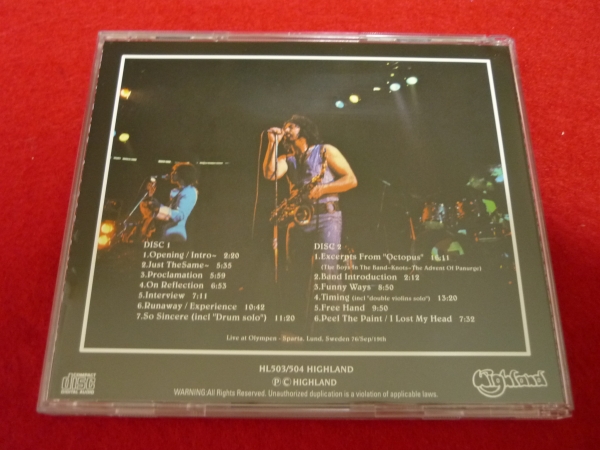 DISC 1
1.Opening / Intro~ 2:20
2.Just TheSame~ 5:35
3.Proclamation 5:59
4.On Reflection 6:53
5.Interview 7:11
6.Runaway / Experience 10:42
7.So Sincere (incl "Drum solo") 11:20
DISC 2
1.Excerpts From "Octopus" 16:11
(The Boys In The Band~Knots~The Advent Of Panurge)
2.Band Introduction 2:12
3.Funny Ways 8:50
4.Timing (incl "double violins solo") 13:20
5.Free Hand 9:50
6.Peel The Paint / I Lost My Head 7:32
Live at Olympen - Sparta, Lund, Sweden 76/Sep/18th
HL503/504 HIGHLAND
℗ © HIGHLAND
WARNING:All Rights Reserved. Unauthorized duplication is a violation of applicable laws.
COMPACT
disc
DIGITAL AUDIO
Highland